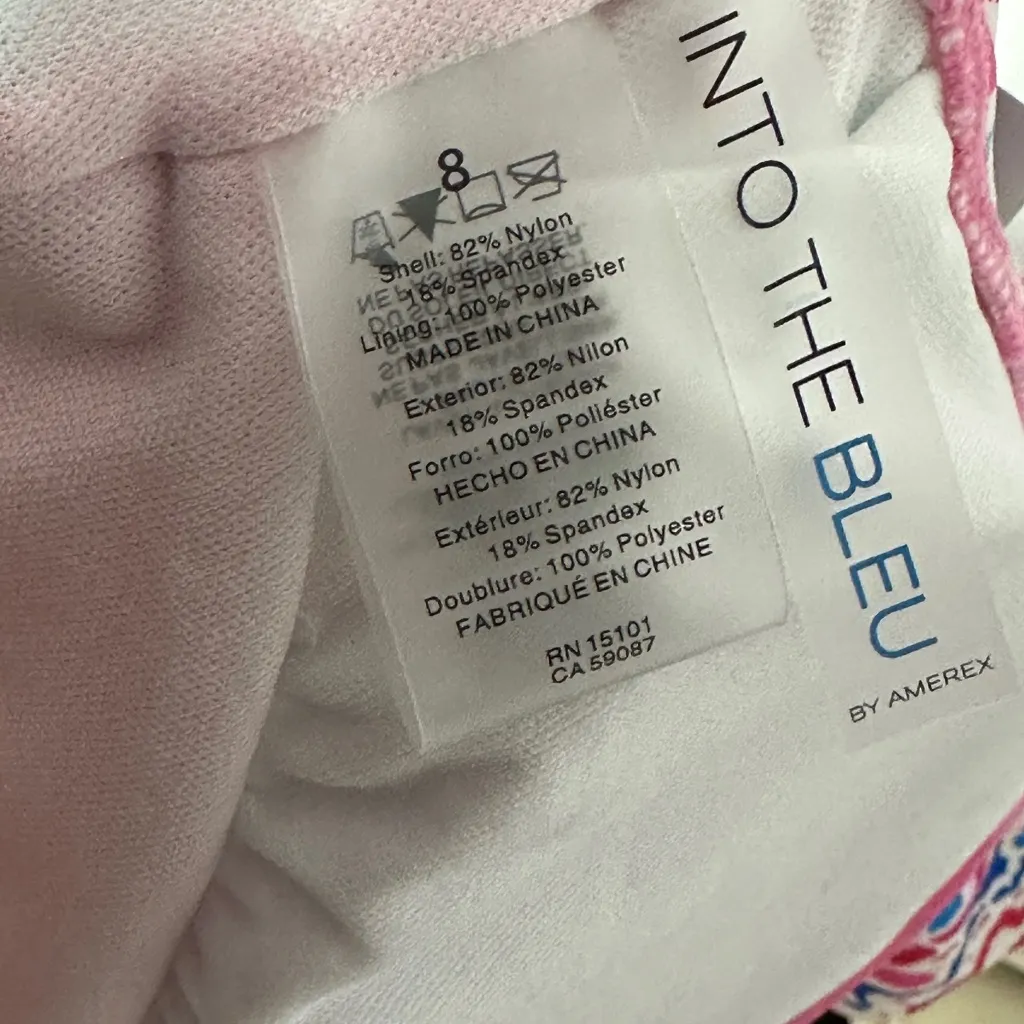 8
Shell: 82% Nylon
18% Spandex
Lining: 100% Polyester
MADE IN CHINA
Exterior: 82% Nilon
18% Spandex
Forro: 100% Poliéster
HECHO EN CHINA
Extérieur: 82% Nylon
18% Spandex
Doublure: 100% Polyester
FABRIQUÉ EN CHINE
RN 15101
CA 59087
INTO THE BLEU
BY AMEREX